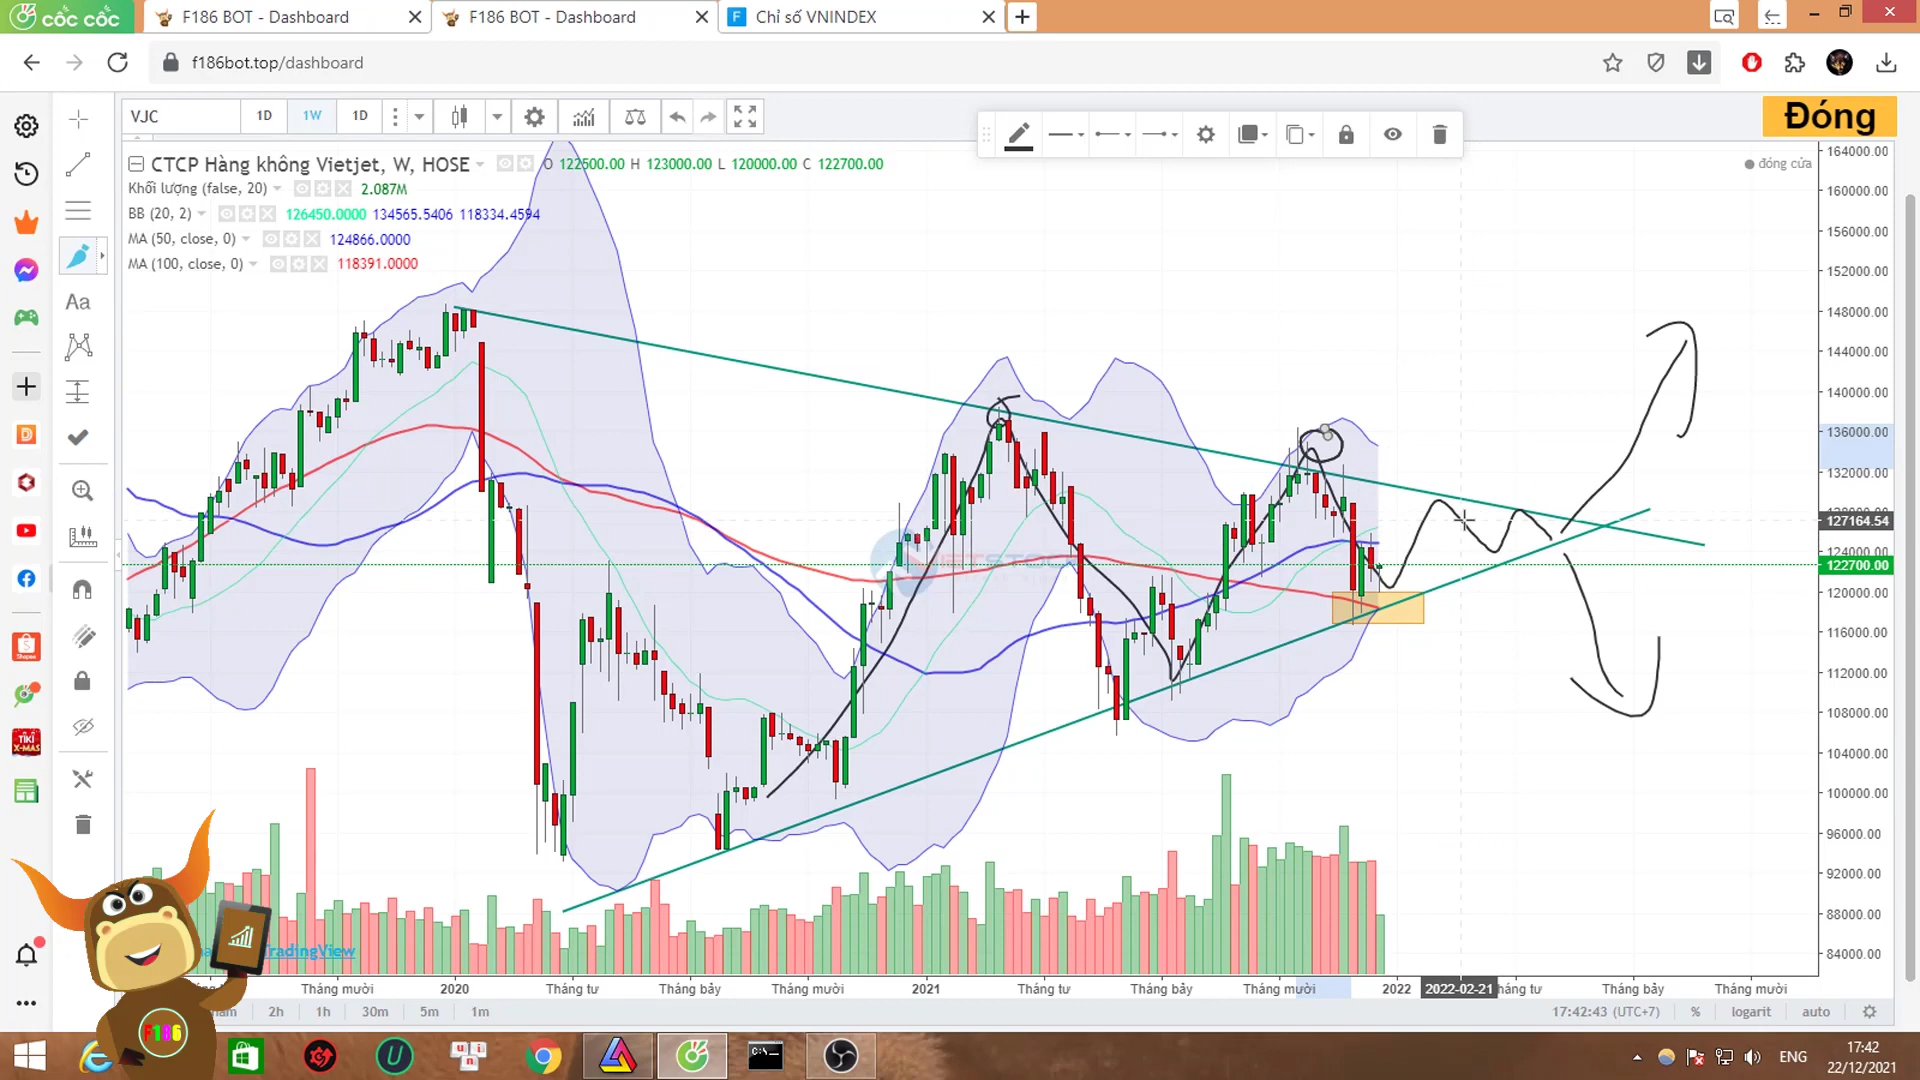 cốc cốc
F186 BOT - Dashboard
F186 BOT - Dashboard
Chỉ số VNINDEX
f186bot.top/dashboard
VJC
1D
1W
1D
Đóng
CTCP Hàng không Vietjet, W, HOSE
O 122500.00 H 123000.00 L 120000.00 C 122700.00
Khối lượng (false, 20)
2.087M
BB (20, 2)
126450.0000 134565.5406 118334.4594
MA (50, close, 0)
124866.0000
MA (100, close, 0)
118391.0000
đóng cửa
Aa
164000.00
160000.00
156000.00
152000.00
148000.00
144000.00
140000.00
136000.00
132000.00
127164.54
124000.00
122700.00
120000.00
116000.00
112000.00
108000.00
104000.00
100000.00
96000.00
92000.00
88000.00
84000.00
TradingView
Tháng mười
2020
Tháng tư
Tháng bảy
Tháng mười
2021
Tháng tư
Tháng bảy
Tháng mười
2022
2022-02-21
háng tư
Tháng bảy
Tháng mười
2h
1h
30m
5m
1m
17:42:43 (UTC+7)
%
logarit
auto
F186
Shopee
TIKI
X-MAS
ENG
17:42
22/12/2021